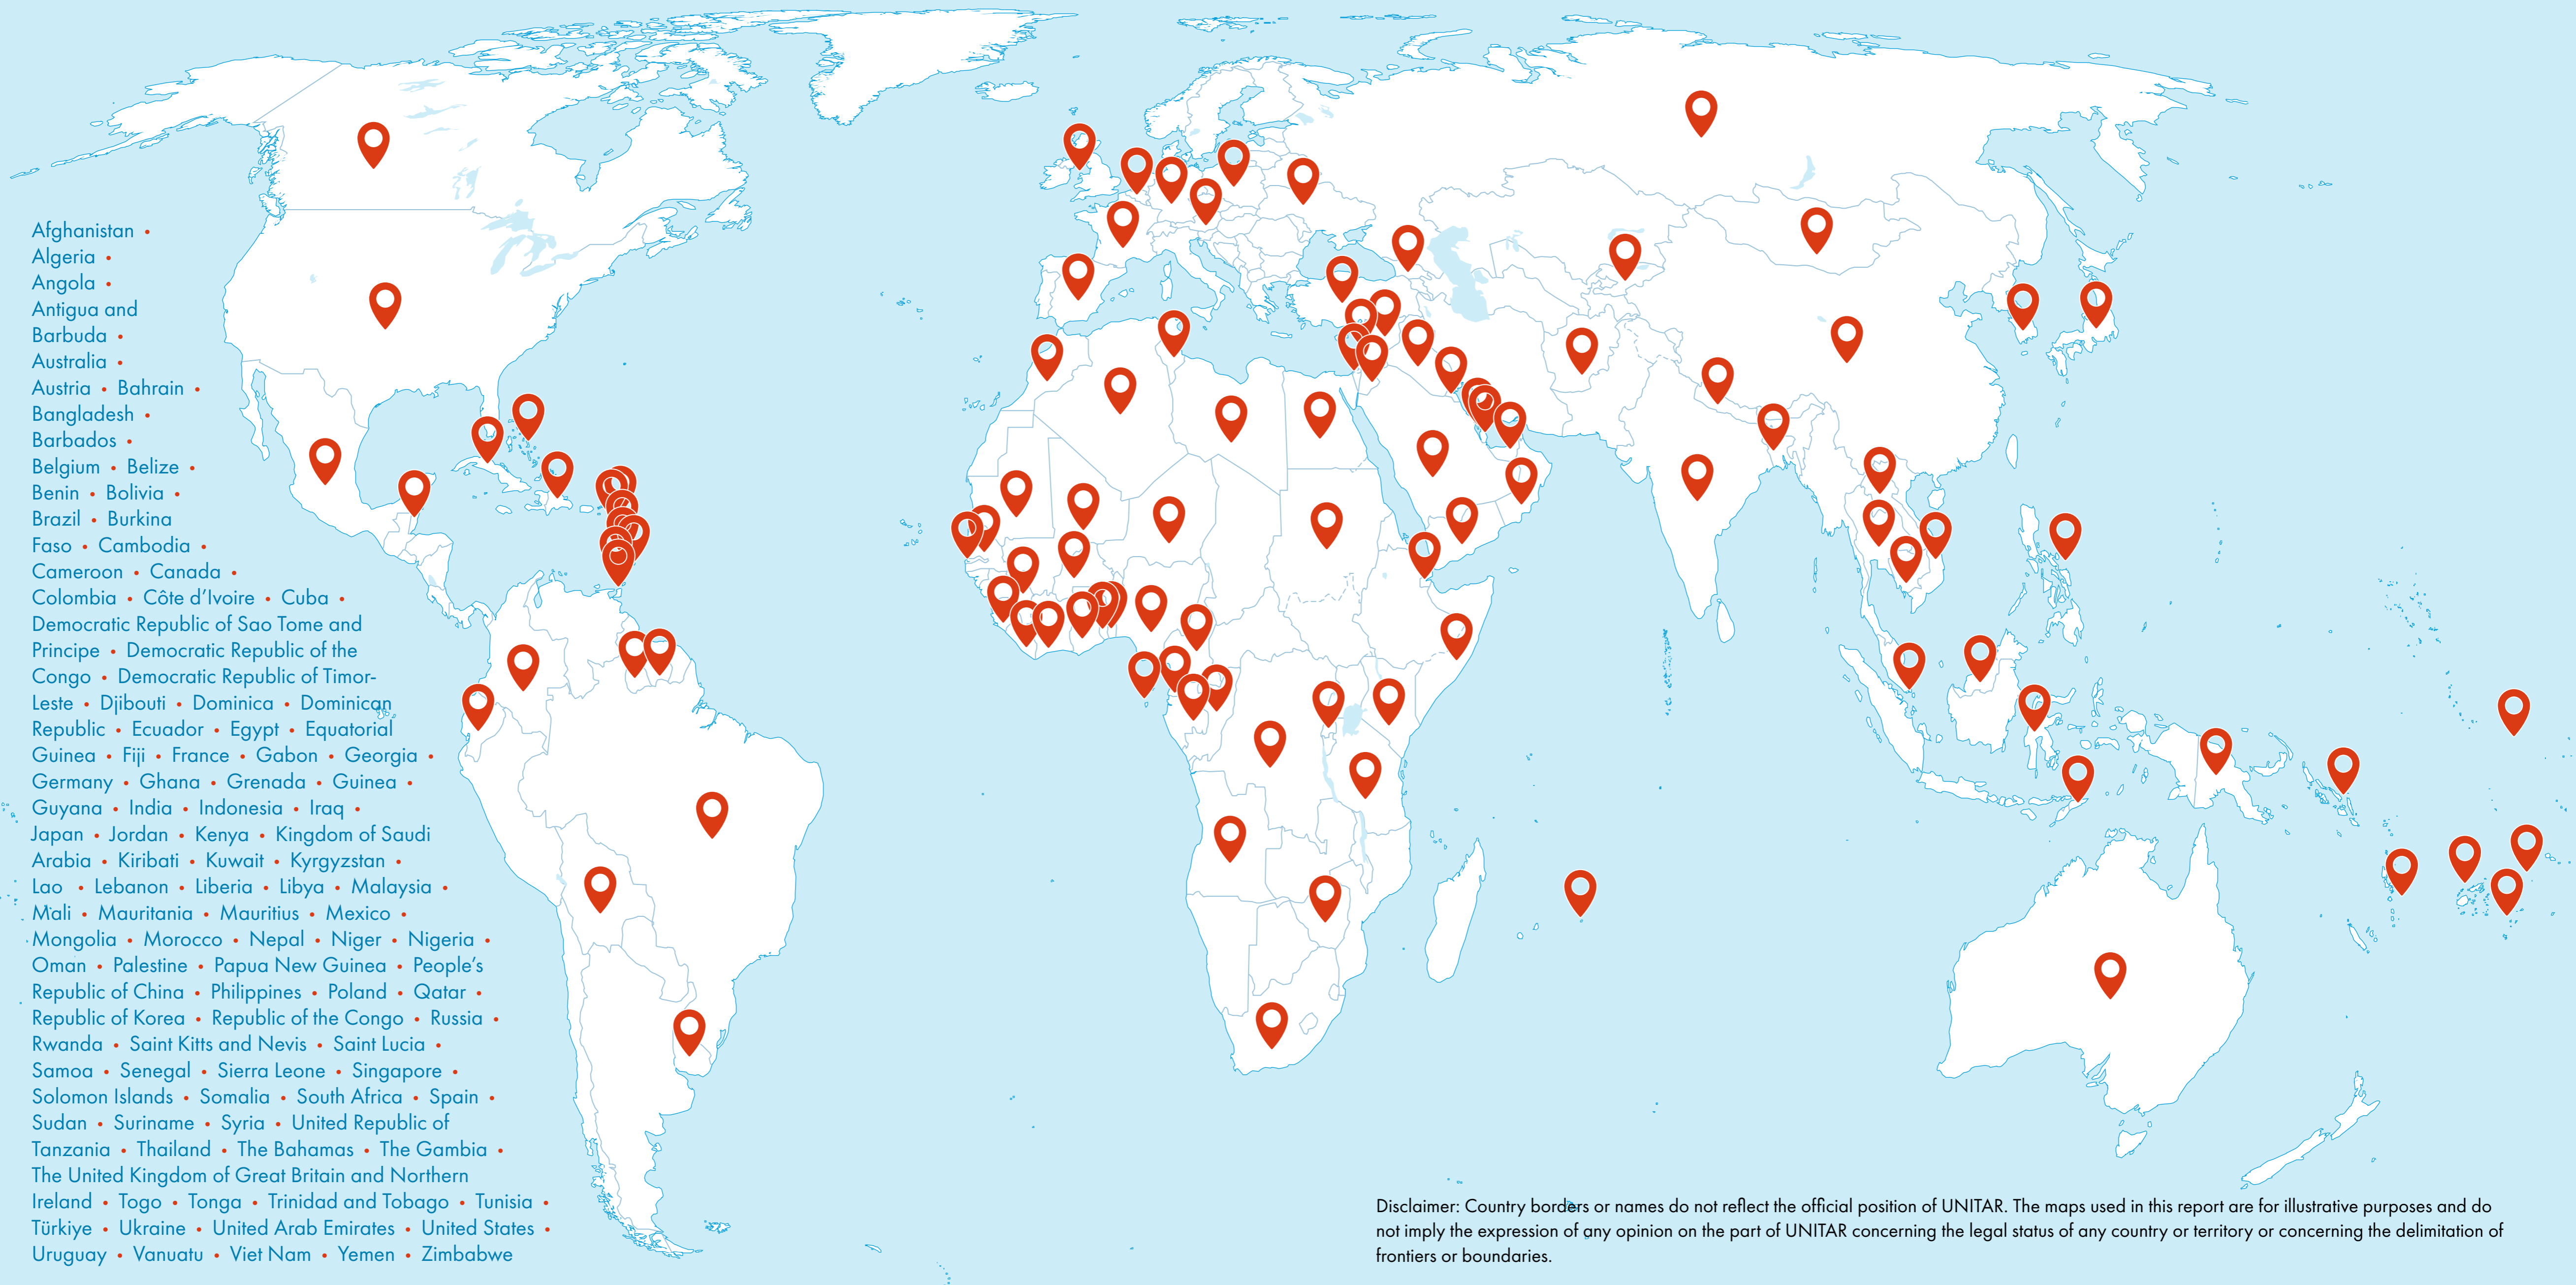 Afghanistan •
Algeria •
Angola •
Antigua and
Barbuda •
Australia •
Austria • Bahrain •
Bangladesh •
Barbados •
Belgium • Belize •
Benin • Bolivia •
Brazil • Burkina
Faso • Cambodia •
Cameroon • Canada •
Colombia • Côte d’Ivoire • Cuba •
Democratic Republic of Sao Tome and
Principe • Democratic Republic of the
Congo • Democratic Republic of Timor-
Leste • Djibouti • Dominica • Dominican
Republic • Ecuador • Egypt • Equatorial
Guinea • Fiji • France • Gabon • Georgia •
Germany • Ghana • Grenada • Guinea •
Guyana • India • Indonesia • Iraq •
Japan • Jordan • Kenya • Kingdom of Saudi
Arabia • Kiribati • Kuwait • Kyrgyzstan •
Lao • Lebanon • Liberia • Libya • Malaysia •
Mali • Mauritania • Mauritius • Mexico •
Mongolia • Morocco • Nepal • Niger • Nigeria •
Oman • Palestine • Papua New Guinea • People’s
Republic of China • Philippines • Poland • Qatar •
Republic of Korea • Republic of the Congo • Russia •
Rwanda • Saint Kitts and Nevis • Saint Lucia •
Samoa • Senegal • Sierra Leone • Singapore •
Solomon Islands • Somalia • South Africa • Spain •
Sudan • Suriname • Syria • United Republic of
Tanzania • Thailand • The Bahamas • The Gambia •
The United Kingdom of Great Britain and Northern
Ireland • Togo • Tonga • Trinidad and Tobago • Tunisia •
Türkiye • Ukraine • United Arab Emirates • United States •
Uruguay • Vanuatu • Viet Nam • Yemen • Zimbabwe
Disclaimer: Country borders or names do not reflect the official position of UNITAR. The maps used in this report are for illustrative purposes and do
not imply the expression of any opinion on the part of UNITAR concerning the legal status of any country or territory or concerning the delimitation of
frontiers or boundaries.